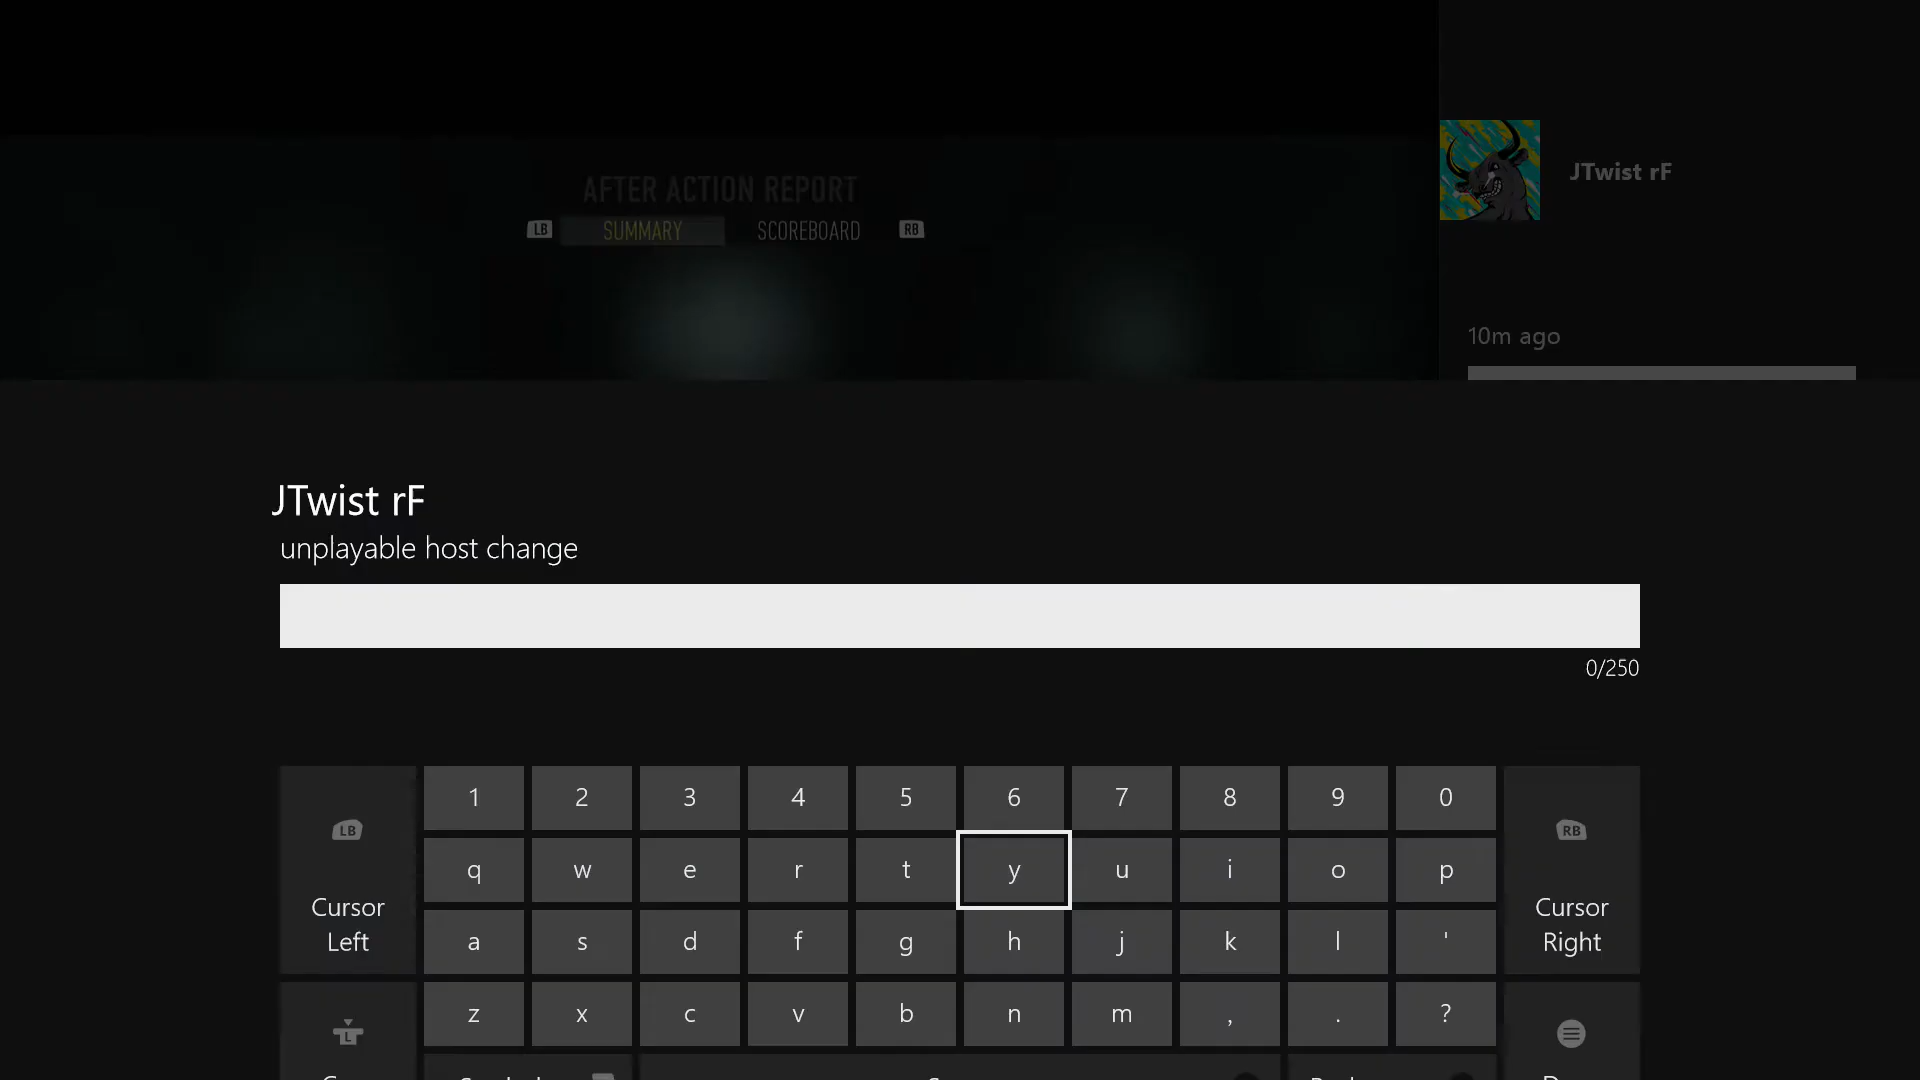 AFTER ACTION REPORT
LB SUMMARY SCOREBOARD RB
JTwist rF
10m ago
JTwist rF
unplayable host change
0/250
1 2 3 4 5 6 7 8 9 0
LB RB
q w e r t y u i o p
Cursor Left
Cursor Right
a s d f g h j k l '
z x c v b n m , . ?
L